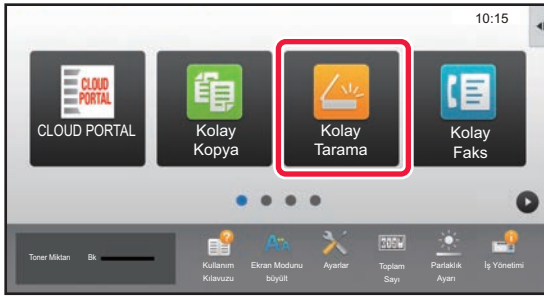 10:15
CLOUD
PORTAL
CLOUD PORTAL
Kolay
Kopya
Kolay
Tarama
Kolay
Faks
Toner Miktarı
Bk
Kullanım
Kılavuzu
Ekran Modunu
büyült
Ayarlar
Toplam
Sayı
Parlaklık
Ayarı
İş Yönetimi